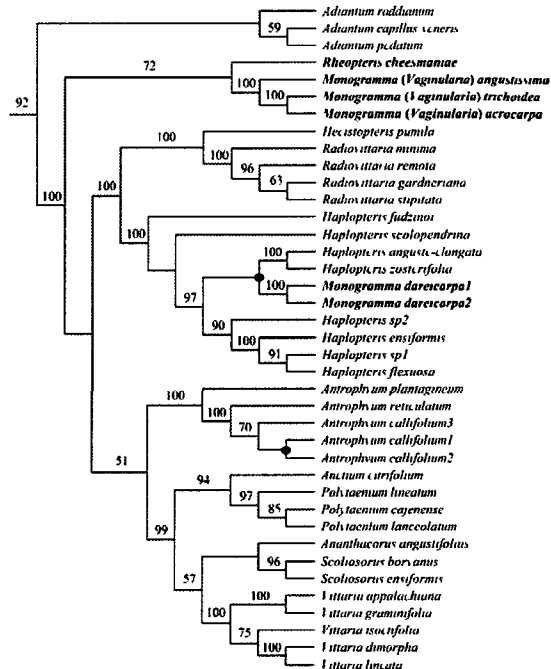 Adiantum raddianum
59 Adiantum capillus veneris
Adiantum pedatum
72 Rheopteris cheesmaniae
100 Monogramma (Vaginularia) angustissima
92 100 Monogramma (Vaginularia) trichoidea
Monogramma (Vaginularia) acrocarpa
100 Hecistopteris pumila
100 Radiovittaria minima
96 Radiovittaria remota
63 Radiovittaria gardneriana
100 100 Radiovittaria stipitata
Haplopteris fudzinoi
100 Haplopteris scolopendrina
100 Haplopteris anguste-elongata
Haplopteris zosterifolia
100 Monogramma dareicarpa1
97 Monogramma dareicarpa2
Haplopteris sp2
90 100 Haplopteris ensiformis
91 Haplopteris sp1
Haplopteris flexuosa
100 Antrophyum plantagineum
100 Antrophyum reticulatum
70 Antrophyum callifolium3
Antrophyum callifolium1
51 Antrophyum callifolium2
94 Anetium citrifolium
97 Polytaenium lineatum
85 Polytaenium cajenense
99 Polytaenium lanceolatum
Ananthacorus angustifolius
96 Scoliosorus boryanus
57 Scoliosorus ensiformis
100 Vittaria appalachiana
100 Vittaria graminifolia
75 Vittaria isoetifolia
100 Vittaria dimorpha
Vittaria lineata